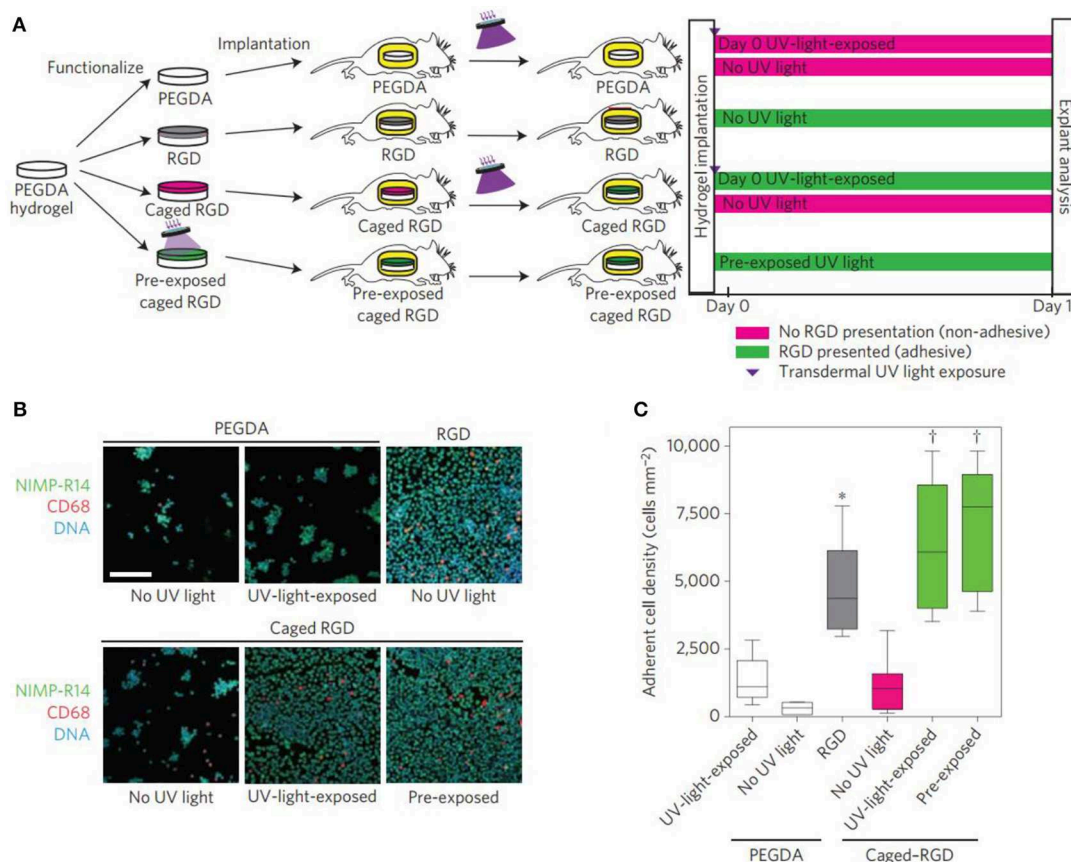 A
Functionalize
Implantation
PEGDA
hydrogel
PEGDA
RGD
Caged RGD
Pre-exposed
caged RGD
PEGDA
RGD
Caged RGD
Pre-exposed
caged RGD
PEGDA
RGD
Caged RGD
Pre-exposed
caged RGD
Hydrogel implantation
Day 0 UV-light-exposed
No UV light
No UV light
Day 0 UV-light-exposed
No UV light
Pre-exposed UV light
Explant analysis
Day 0
Day 1
No RGD presentation (non-adhesive)
RGD presented (adhesive)
Transdermal UV light exposure
B
PEGDA
RGD
NIMP-R14
CD68
DNA
No UV light
UV-light-exposed
No UV light
Caged RGD
NIMP-R14
CD68
DNA
No UV light
UV-light-exposed
Pre-exposed
C
Adherent cell density (cells mm⁻²)
10,000
7,500
5,000
2,500
0
*
†
†
UV-light-exposed
No UV light
RGD
No UV light
UV-light-exposed
Pre-exposed
PEGDA
Caged–RGD